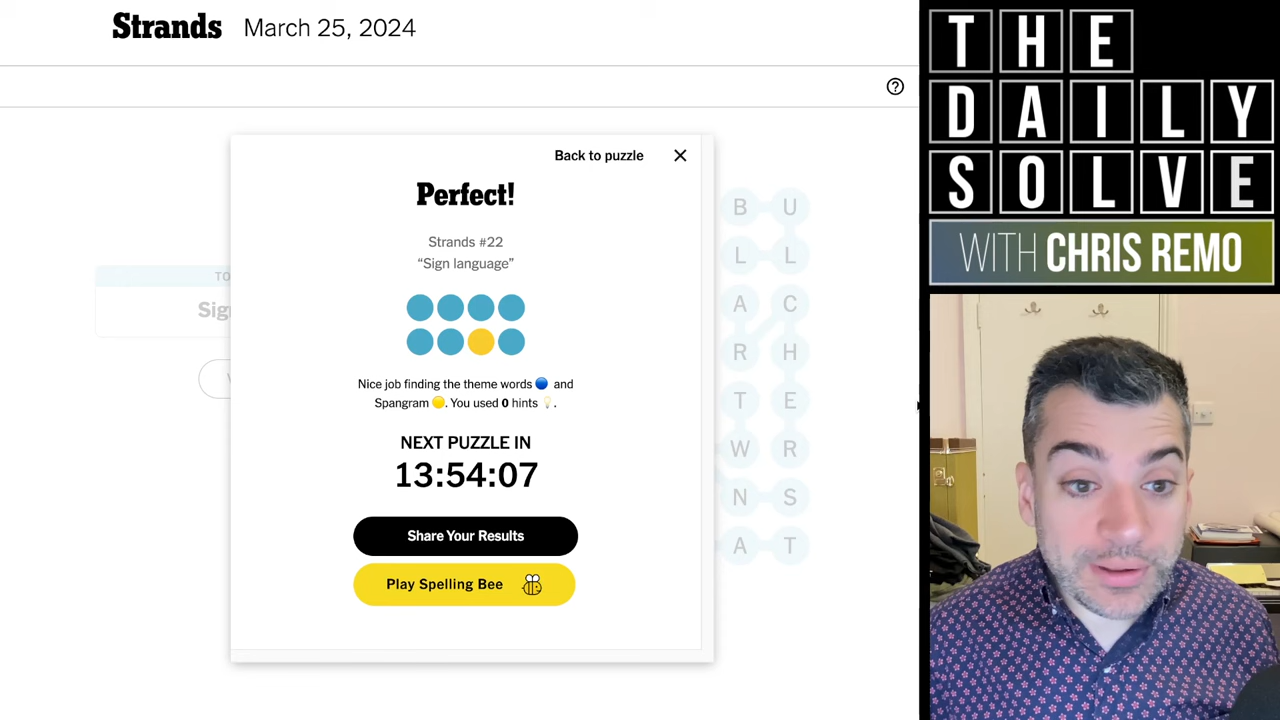 Strands March 25, 2024
?
Back to puzzle ✕
Perfect!
Strands #22
“Sign language”
Nice job finding the theme words 🔵 and
Spangram 🟡. You used 0 hints 💡.
NEXT PUZZLE IN
13:54:07
Share Your Results
Play Spelling Bee
TO
Sig
B U
L L
A C
R H
T E
W R
N S
A T
THE
DAILY
SOLVE
WITH CHRIS REMO